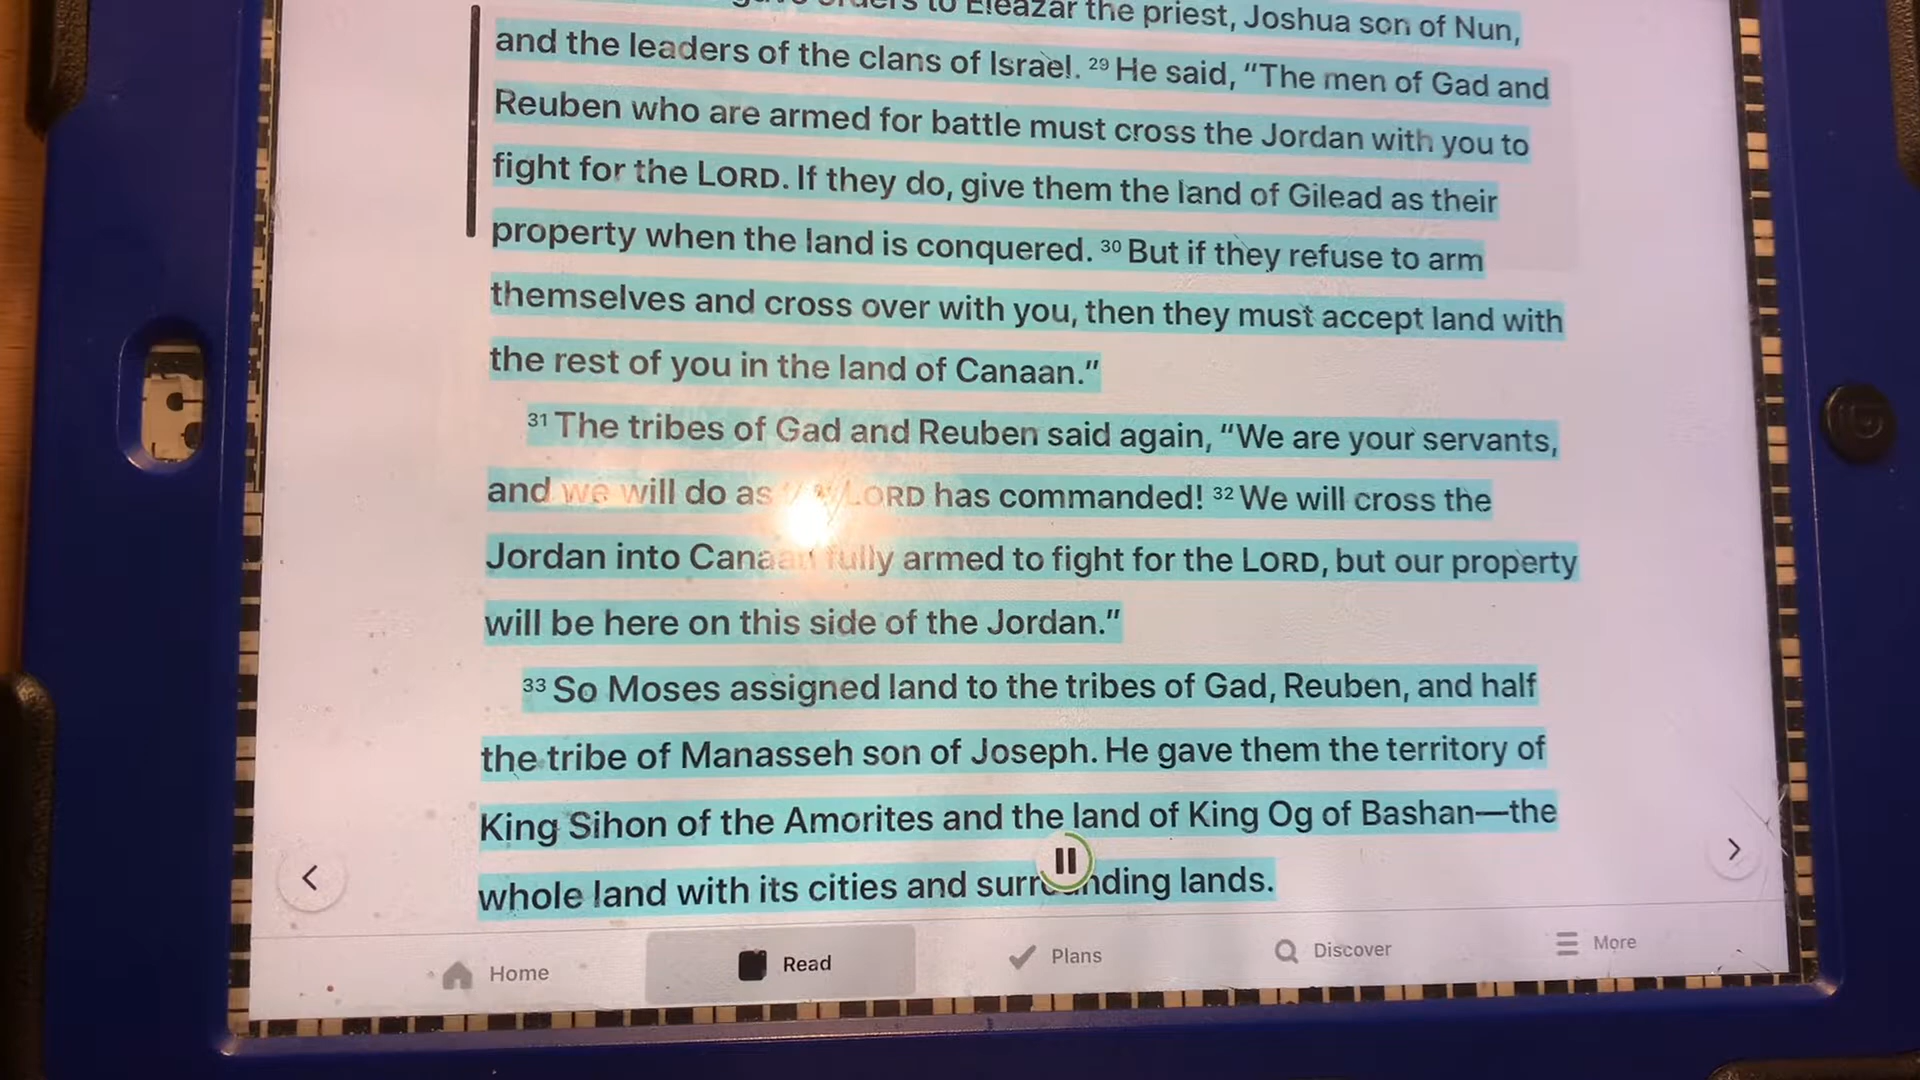 orders to Eleazar the priest, Joshua son of Nun,
and the leaders of the clans of Israel. 29 He said, “The men of Gad and
Reuben who are armed for battle must cross the Jordan with you to
fight for the LORD. If they do, give them the land of Gilead as their
property when the land is conquered. 30 But if they refuse to arm
themselves and cross over with you, then they must accept land with
the rest of you in the land of Canaan.”
31 The tribes of Gad and Reuben said again, “We are your servants,
and we will do as LORD has commanded! 32 We will cross the
Jordan into Canaan fully armed to fight for the LORD, but our property
will be here on this side of the Jordan.”
33 So Moses assigned land to the tribes of Gad, Reuben, and half
the tribe of Manasseh son of Joseph. He gave them the territory of
King Sihon of the Amorites and the land of King Og of Bashan—the
whole land with its cities and surrounding lands.
Home Read Plans Discover More